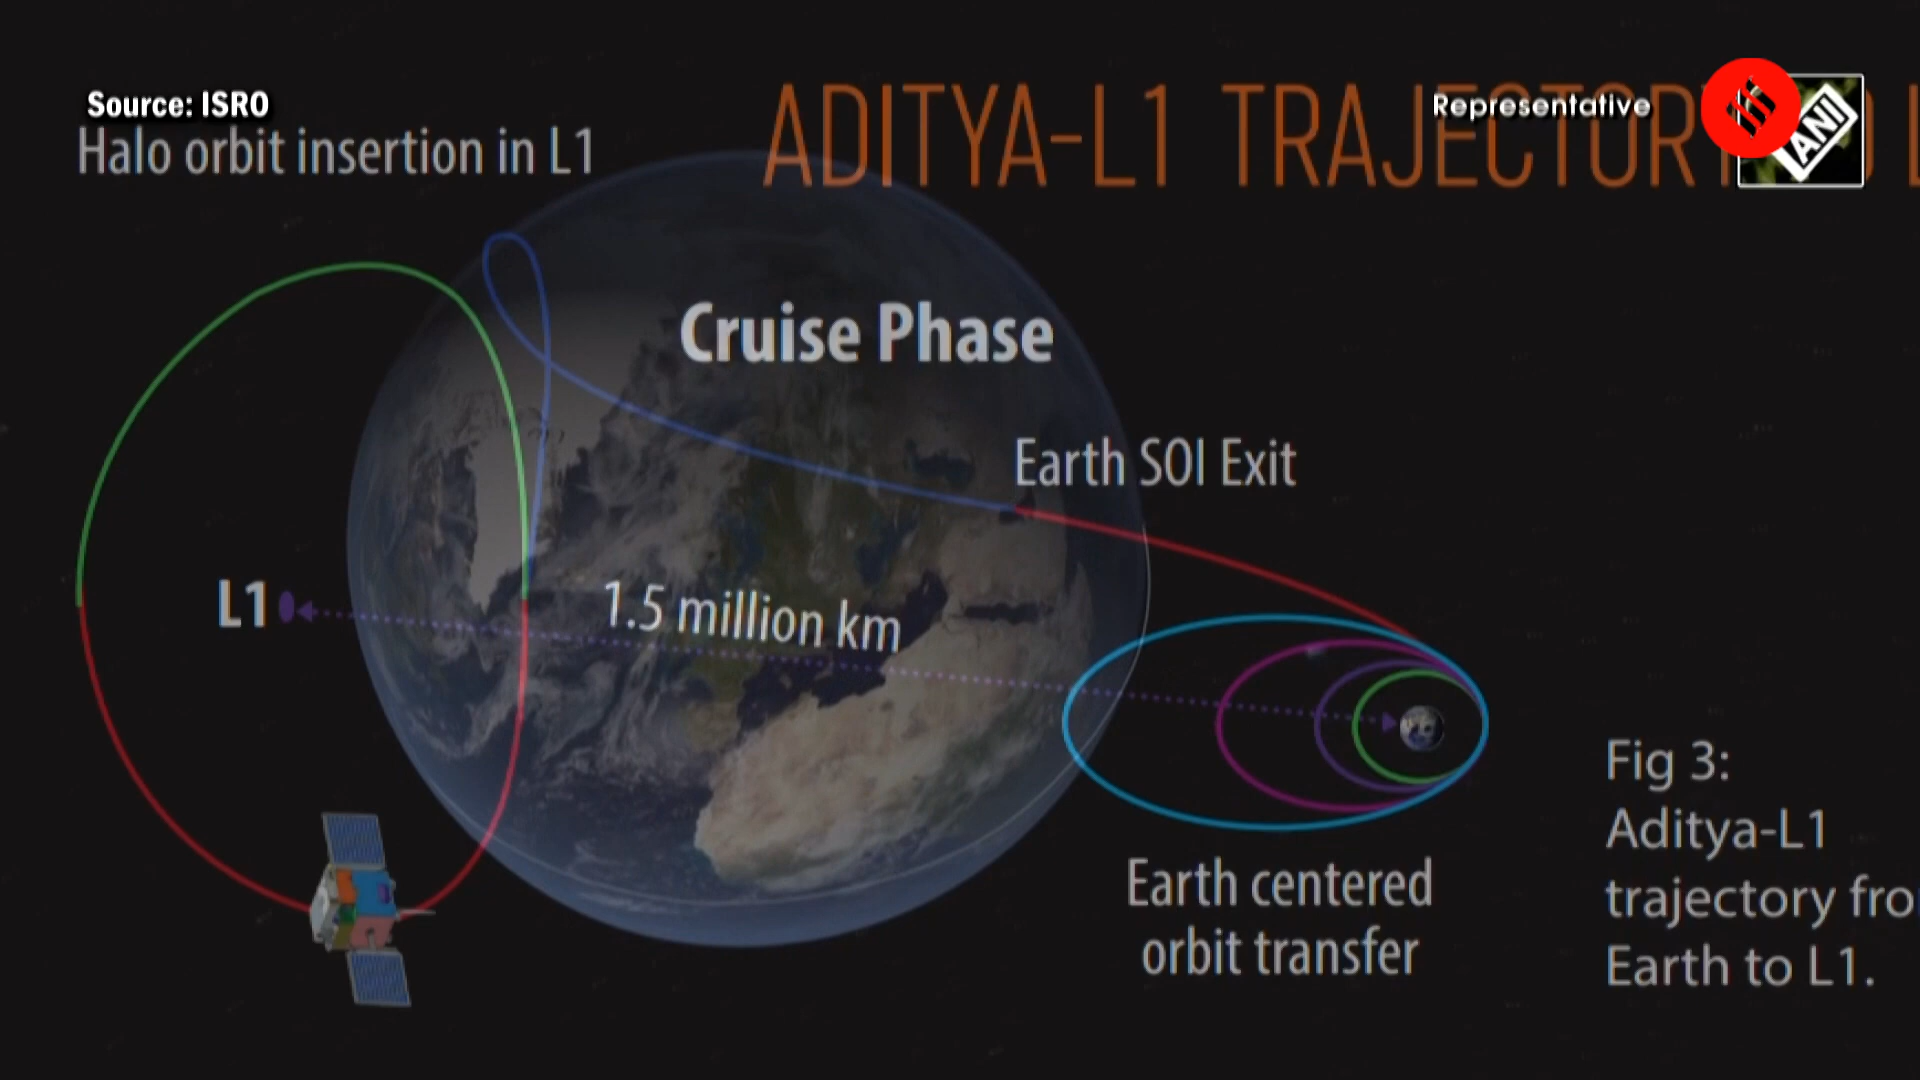 Source: ISRO
Halo orbit insertion in L1
ADITYA-L1 TRAJECTORY
Representative
ANI
Cruise Phase
Earth SOI Exit
L1
1.5 million km
Earth centered
orbit transfer
Fig 3:
Aditya-L1
trajectory fro
Earth to L1.